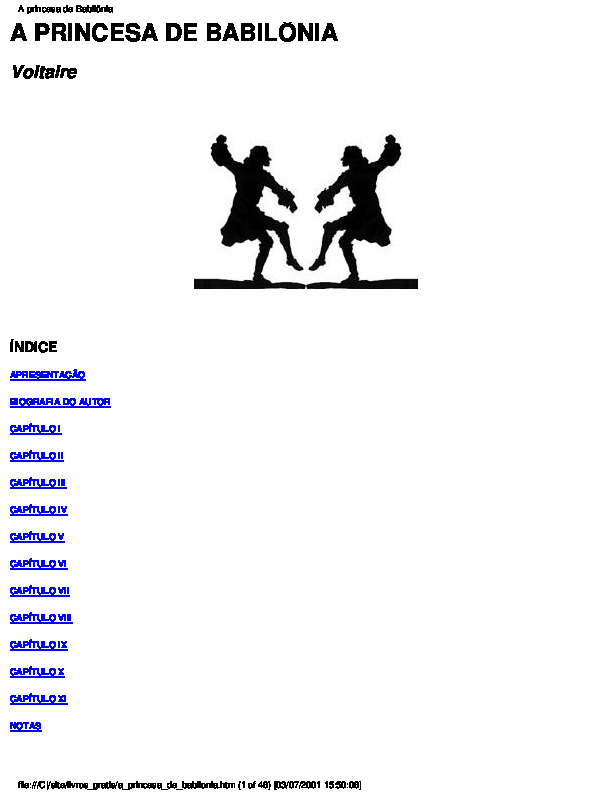 A princesa de Babilônia
A PRINCESA DE BABILÔNIA
Voltaire
ÍNDICE
APRESENTAÇÃO
BIOGRAFIA DO AUTOR
CAPÍTULO I
CAPÍTULO II
CAPÍTULO III
CAPÍTULO IV
CAPÍTULO V
CAPÍTULO VI
CAPÍTULO VII
CAPÍTULO VIII
CAPÍTULO IX
CAPÍTULO X
CAPÍTULO XI
NOTAS
file:///C|/site/livros_gratis/a_princesa_de_babilonia.htm (1 of 46) [03/07/2001 15:50:06]